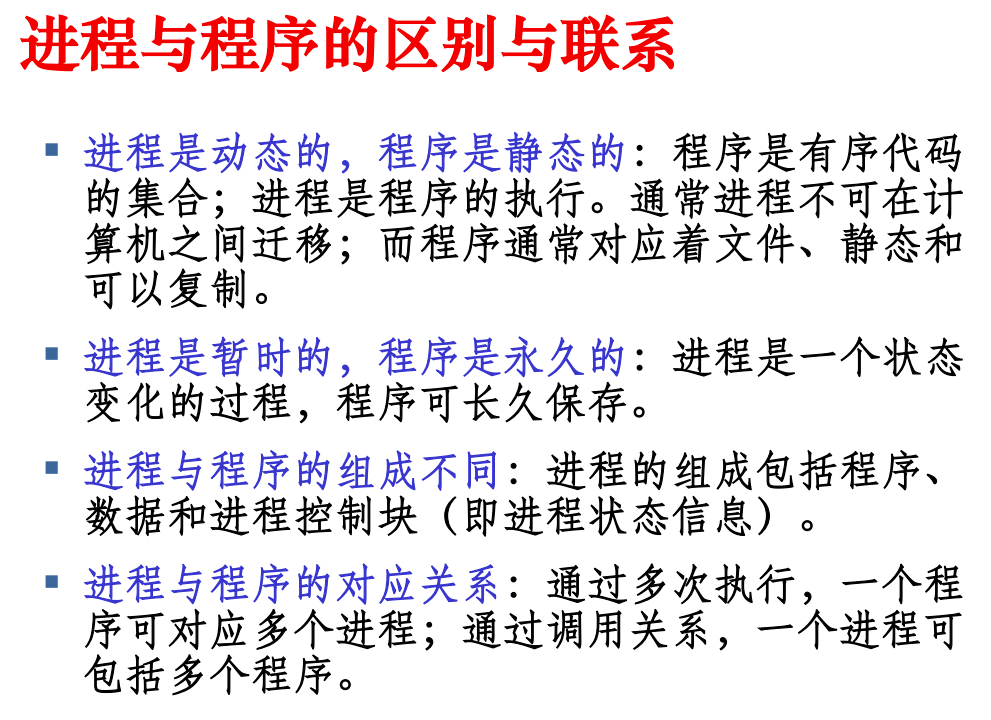 进程与程序的区别与联系
▪ 进程是动态的，程序是静态的：程序是有序代码
的集合；进程是程序的执行。通常进程不可在计
算机之间迁移；而程序通常对应着文件、静态和
可以复制。
▪ 进程是暂时的，程序是永久的：进程是一个状态
变化的过程，程序可长久保存。
▪ 进程与程序的组成不同：进程的组成包括程序、
数据和进程控制块（即进程状态信息）。
▪ 进程与程序的对应关系：通过多次执行，一个程
序可对应多个进程；通过调用关系，一个进程可
包括多个程序。